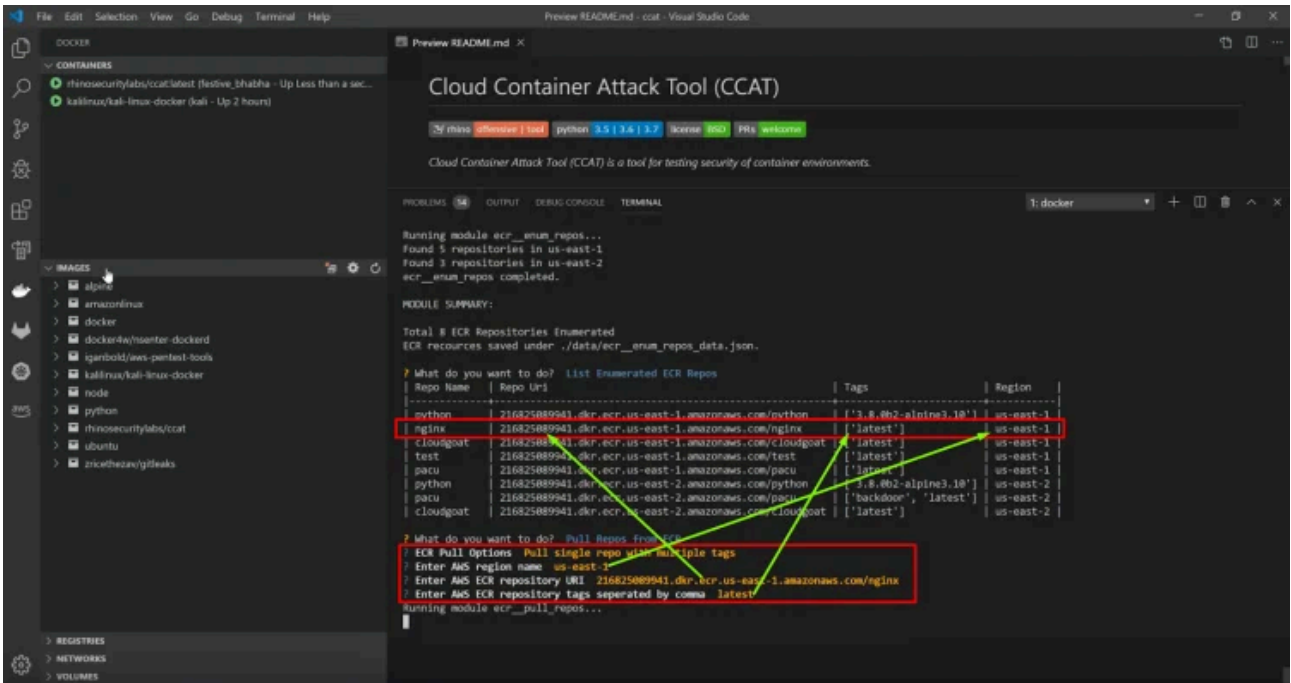 File Edit Selection View Go Debug Terminal Help
Preview README.md - ccat - Visual Studio Code
DOCKER
CONTAINERS
rhinosecuritylabs/ccat:latest (festive_bhabha - Up Less than a sec...
kalilinux/kali-linux-docker (kali - Up 2 hours)
IMAGES
alpine
amazonlinux
docker
docker4w/nsenter-dockerd
iganbold/aws-pentest-tools
kalilinux/kali-linux-docker
node
python
rhinosecuritylabs/ccat
ubuntu
zricethezav/gitleaks
REGISTRIES
NETWORKS
VOLUMES
aws
Preview README.md
Cloud Container Attack Tool (CCAT)
rhino offensive | tool python 3.5 | 3.6 | 3.7 license BSD PRs welcome
Cloud Container Attack Tool (CCAT) is a tool for testing security of container environments.
PROBLEMS 54 OUTPUT DEBUG CONSOLE TERMINAL 1: docker
Running module ecr__enum_repos...
Found 5 repositories in us-east-1
Found 3 repositories in us-east-2
ecr__enum_repos completed.
MODULE SUMMARY:
Total 8 ECR Repositories Enumerated
ECR recources saved under ./data/ecr__enum_repos_data.json.
? What do you want to do? List Enumerated ECR Repos
| Repo Name | Repo Uri | Tags | Region |
| python | 216825089941.dkr.ecr.us-east-1.amazonaws.com/python | ['3.8.0b2-alpine3.10'] | us-east-1 |
| nginx | 216825089941.dkr.ecr.us-east-1.amazonaws.com/nginx | ['latest'] | us-east-1 |
| cloudgoat | 216825089941.dkr.ecr.us-east-1.amazonaws.com/cloudgoat | ['latest'] | us-east-1 |
| test | 216825089941.dkr.ecr.us-east-1.amazonaws.com/test | ['latest'] | us-east-1 |
| pacu | 216825089941.dkr.ecr.us-east-1.amazonaws.com/pacu | ['latest'] | us-east-1 |
| python | 216825089941.dkr.ecr.us-east-2.amazonaws.com/python | ['3.8.0b2-alpine3.10'] | us-east-2 |
| pacu | 216825089941.dkr.ecr.us-east-2.amazonaws.com/pacu | ['backdoor', 'latest'] | us-east-2 |
| cloudgoat | 216825089941.dkr.ecr.us-east-2.amazonaws.com/cloudgoat | ['latest'] | us-east-2 |
? What do you want to do? Pull Repos from ECR
? ECR Pull Options Pull single repo with multiple tags
? Enter AWS region name us-east-1
? Enter AWS ECR repository URI 216825089941.dkr.ecr.us-east-1.amazonaws.com/nginx
? Enter AWS ECR repository tags seperated by comma latest
Running module ecr__pull_repos...